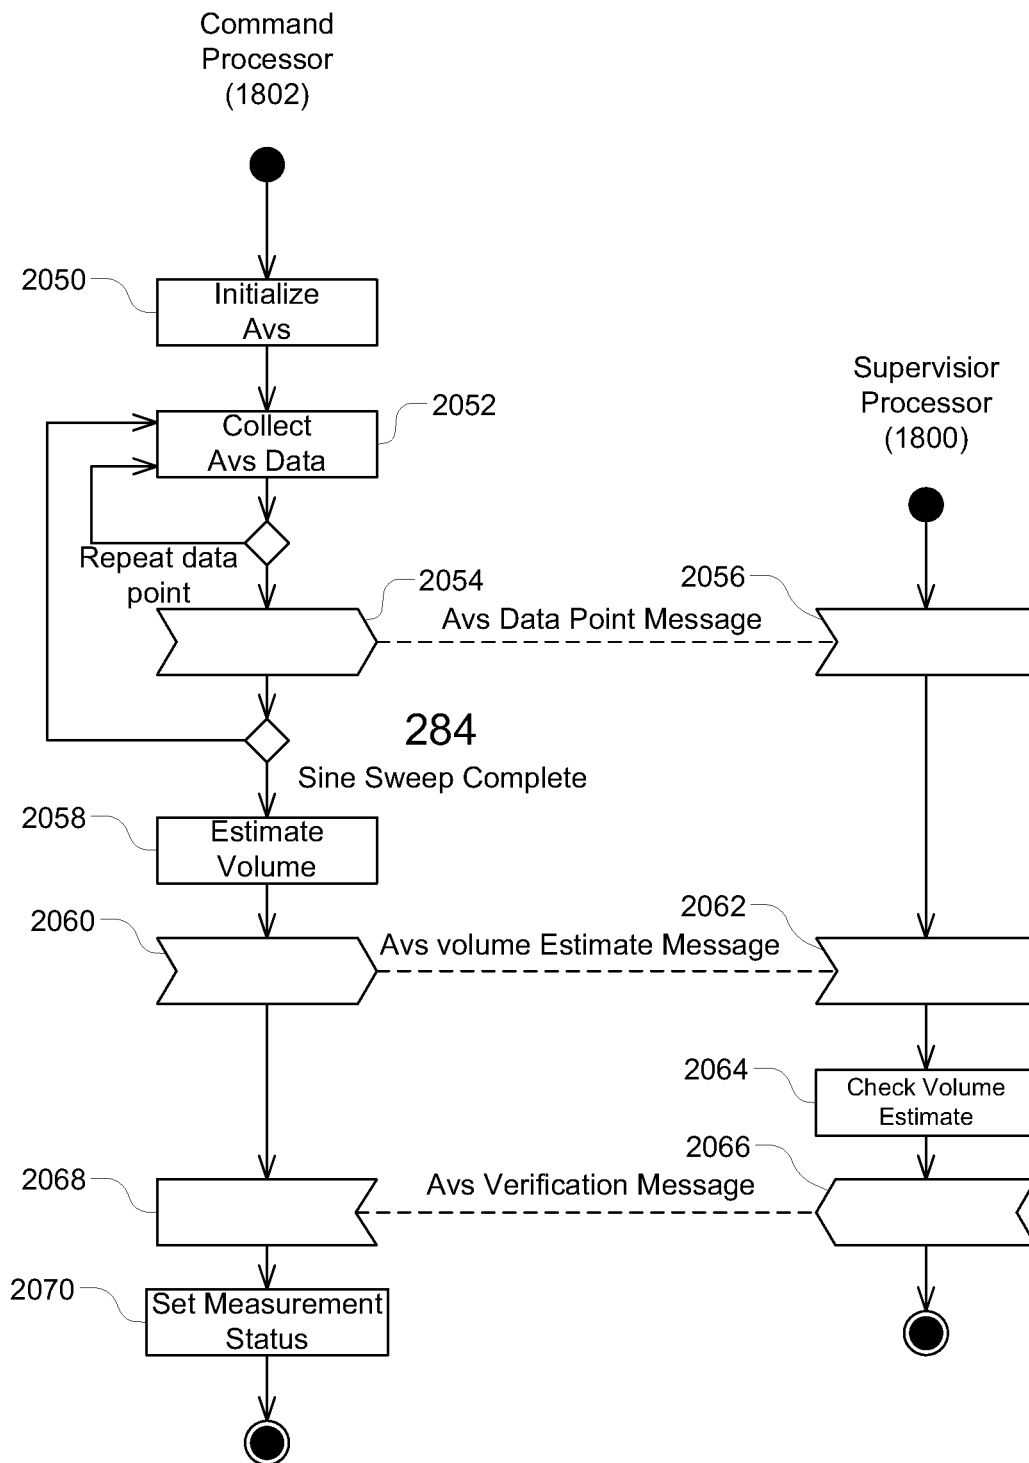 Command
Processor
(1802)
2050
Initialize
Avs
Supervisior
Processor
(1800)
2052
Collect
Avs Data
Repeat data
point
2054
2056
Avs Data Point Message
284
Sine Sweep Complete
2058
Estimate
Volume
2060
2062
Avs volume Estimate Message
2064
Check Volume
Estimate
2066
2068
Avs Verification Message
2070
Set Measurement
Status